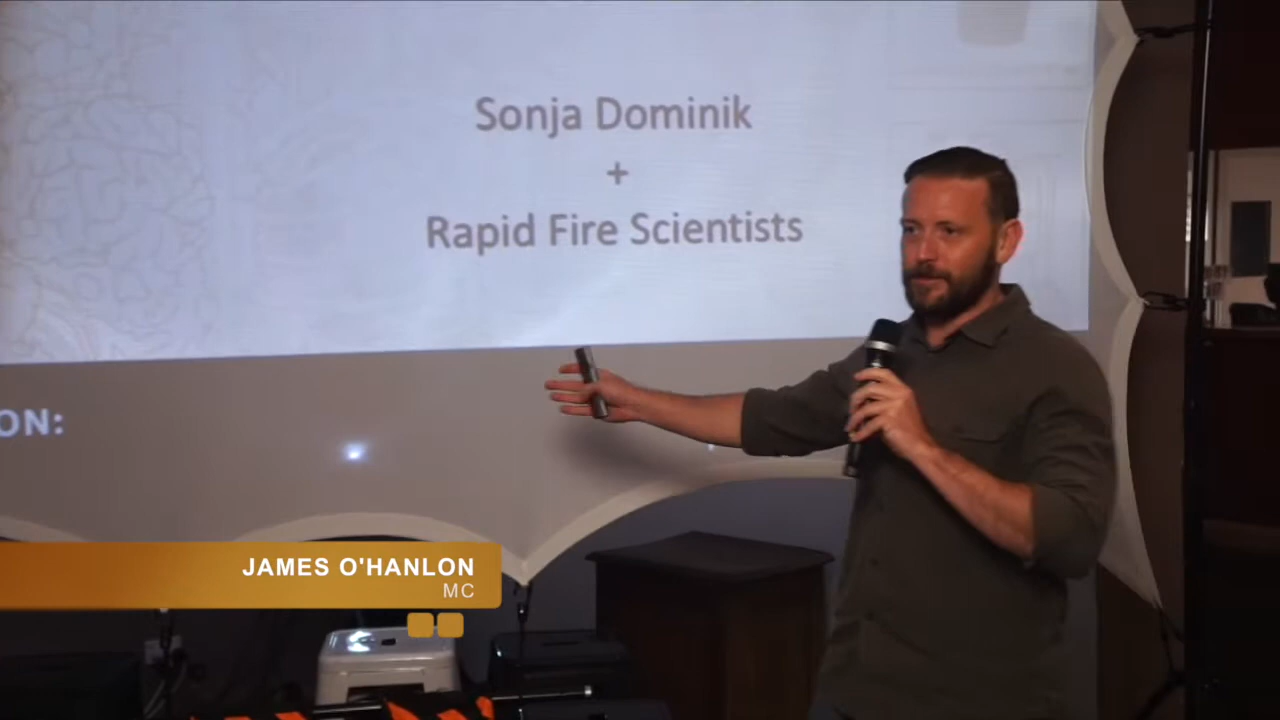 Sonja Dominik
+
Rapid Fire Scientists
ON:
JAMES O'HANLON
MC